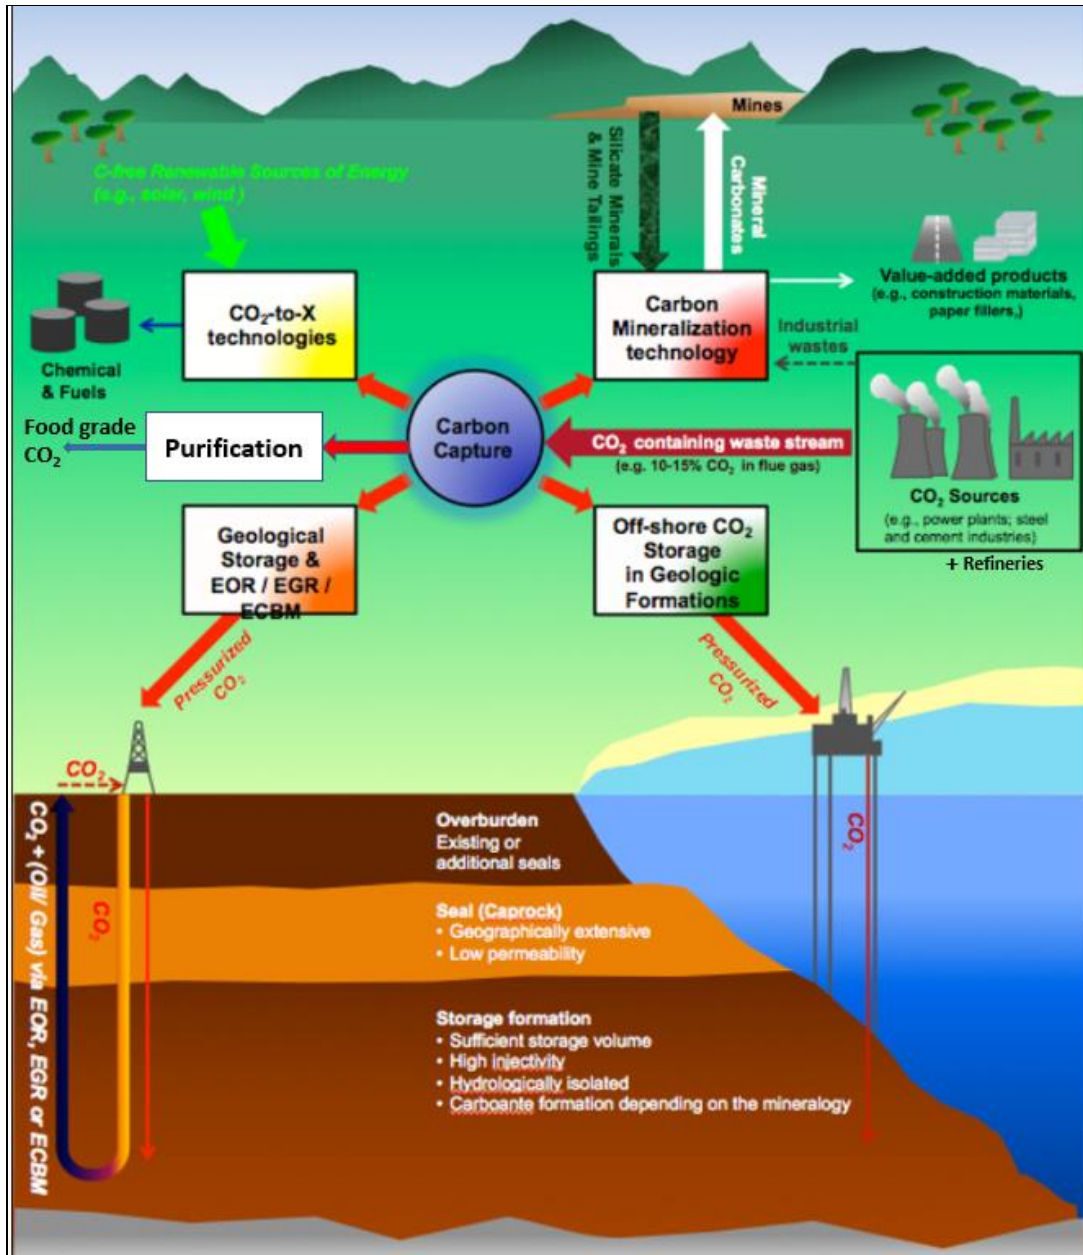 Mines
C-free Renewable Sources of Energy
(e.g., solar, wind )
Silicate Minerals
& Mine Tailings
Mineral
Carbonates
Value-added products
(e.g., construction materials,
paper fillers,)
CO₂-to-X
technologies
Carbon
Mineralization
technology
Industrial
wastes
Chemical
& Fuels
Food grade
CO₂
Purification
Carbon
Capture
CO₂ containing waste stream
(e.g. 10-15% CO₂ in flue gas)
CO₂ Sources
(e.g., power plants; steel
and cement industries)
+ Refineries
Geological
Storage &
EOR / EGR /
ECBM
Off-shore CO₂
Storage
in Geologic
Formations
Pressurized
CO₂
Pressurized
CO₂
CO₂
CO₂ + (Oil/ Gas) via EOR, EGR or ECBM
CO₂
CO₂
Overburden
Existing or
additional seals
Seal (Caprock)
• Geographically extensive
• Low permeability
Storage formation
• Sufficient storage volume
• High injectivity
• Hydrologically isolated
• Carboante formation depending on the mineralogy